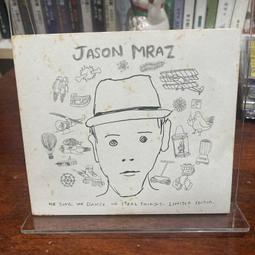 JASON MRAZ
WE SING. WE DANCE. WE STEAL THINGS. LIMITED EDITION.